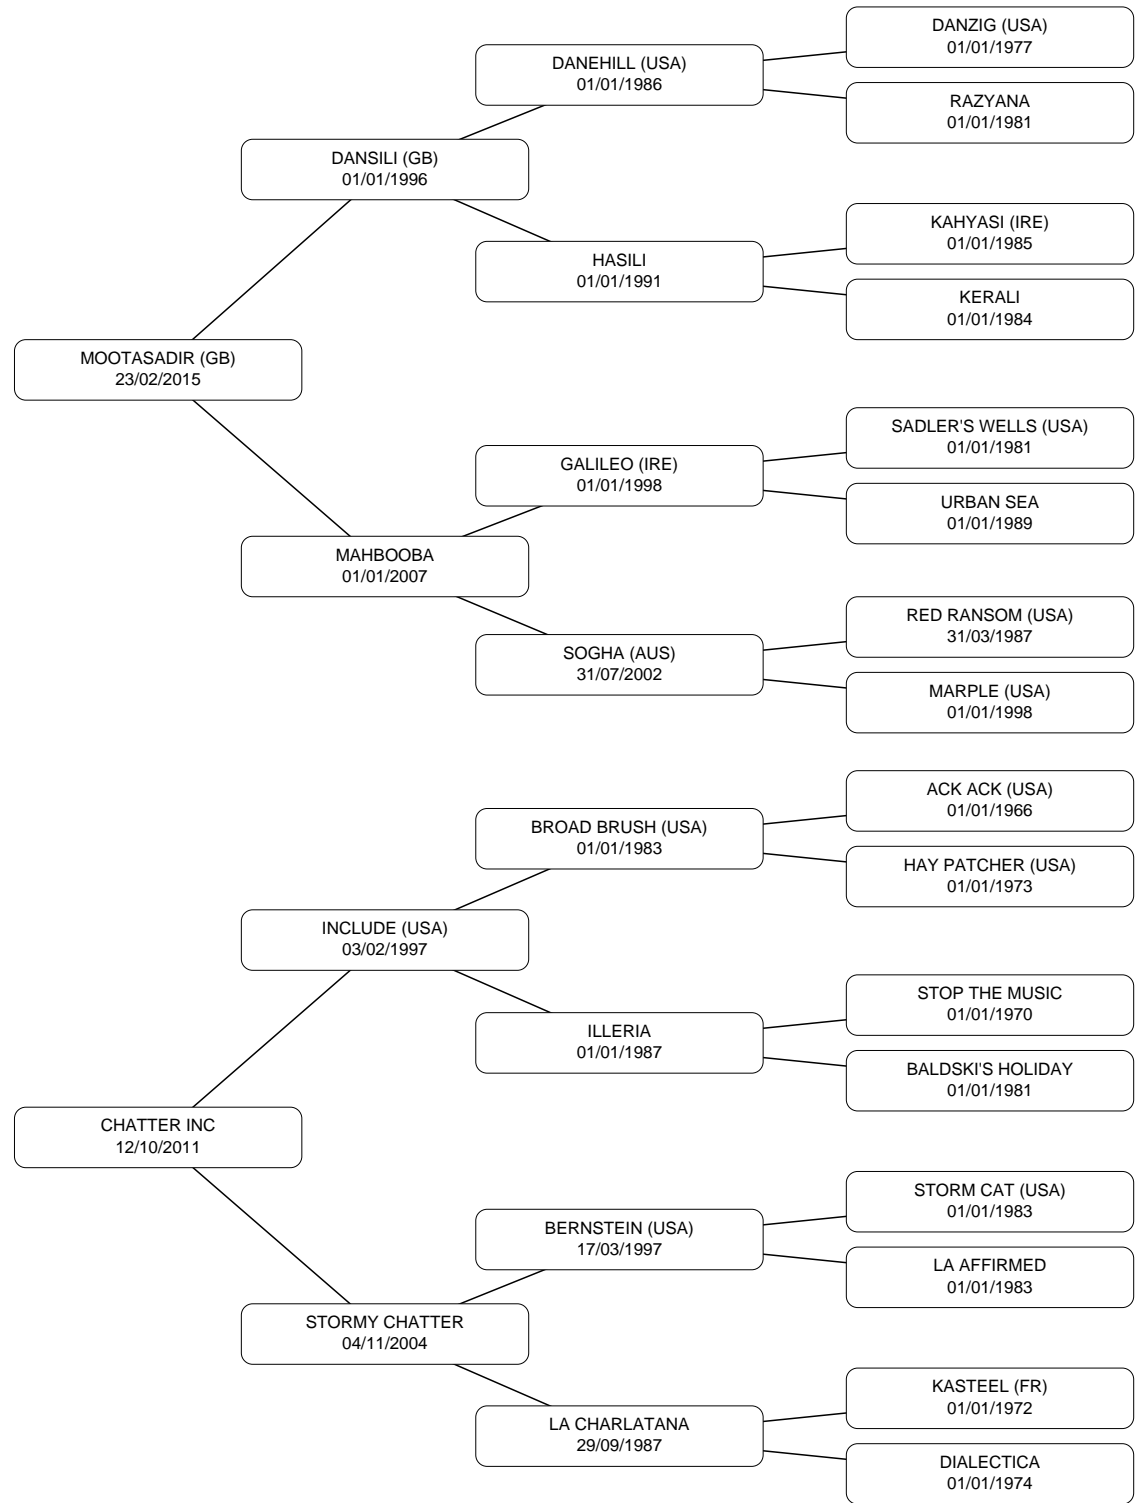 DANZIG (USA)
01/01/1977
DANEHILL (USA)
01/01/1986
RAZYANA
01/01/1981
DANSILI (GB)
01/01/1996
KAHYASI (IRE)
01/01/1985
HASILI
01/01/1991
KERALI
01/01/1984
MOOTASADIR (GB)
23/02/2015
SADLER'S WELLS (USA)
01/01/1981
GALILEO (IRE)
01/01/1998
URBAN SEA
01/01/1989
MAHBOOBA
01/01/2007
RED RANSOM (USA)
31/03/1987
SOGHA (AUS)
31/07/2002
MARPLE (USA)
01/01/1998
ACK ACK (USA)
01/01/1966
BROAD BRUSH (USA)
01/01/1983
HAY PATCHER (USA)
01/01/1973
INCLUDE (USA)
03/02/1997
STOP THE MUSIC
01/01/1970
ILLERIA
01/01/1987
BALDSKI'S HOLIDAY
01/01/1981
CHATTER INC
12/10/2011
STORM CAT (USA)
01/01/1983
BERNSTEIN (USA)
17/03/1997
LA AFFIRMED
01/01/1983
STORMY CHATTER
04/11/2004
KASTEEL (FR)
01/01/1972
LA CHARLATANA
29/09/1987
DIALECTICA
01/01/1974